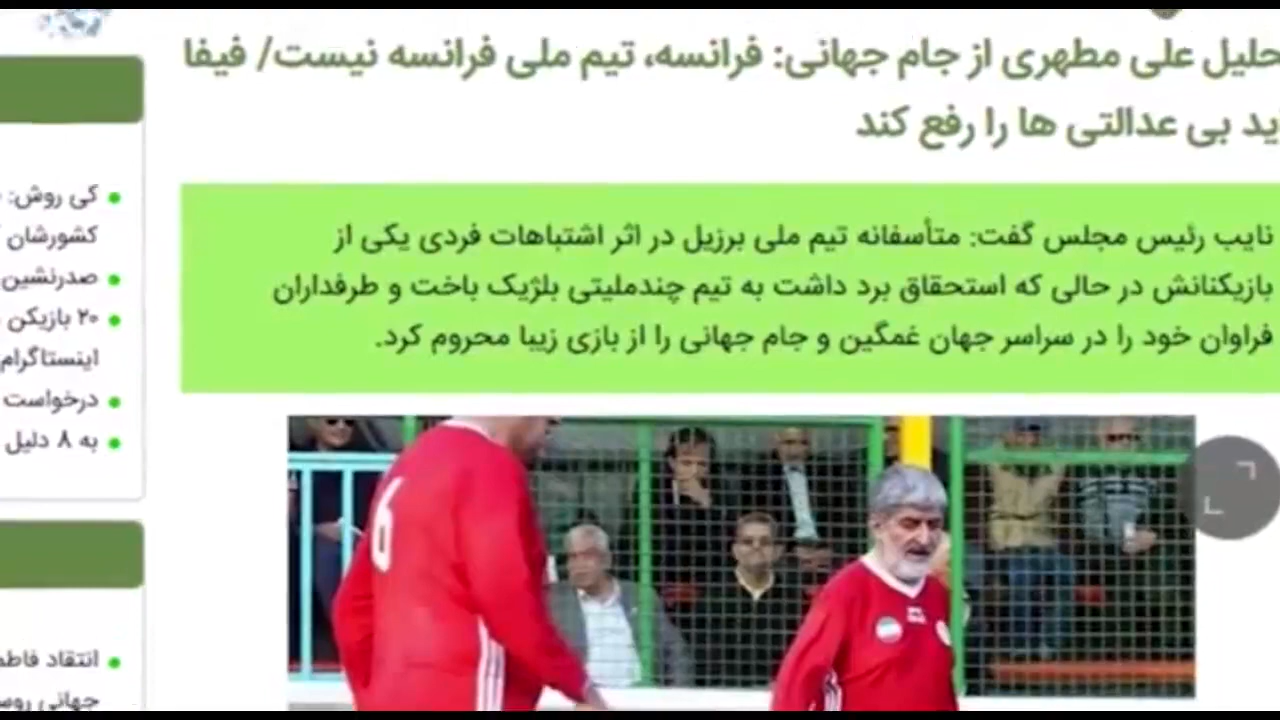 حلیل علی مطهری از جام جهانی: فرانسه، تیم ملی فرانسه نیست/ فیفا
ید بی عدالتی ها را رفع کند
نایب رئیس مجلس گفت: متأسفانه تیم ملی برزیل در اثر اشتباهات فردی یکی از
بازیکنانش در حالی که استحقاق برد داشت به تیم چندملیتی بلژیک باخت و طرفداران
فراوان خود را در سراسر جهان غمگین و جام جهانی را از بازی زیبا محروم کرد.
6
کی روش:
کشورشان
صدرنشین
۲۰ بازیکن
اینستاگرام
درخواست
به ۸ دلیل
انتقاد فاطم
جهانی روس